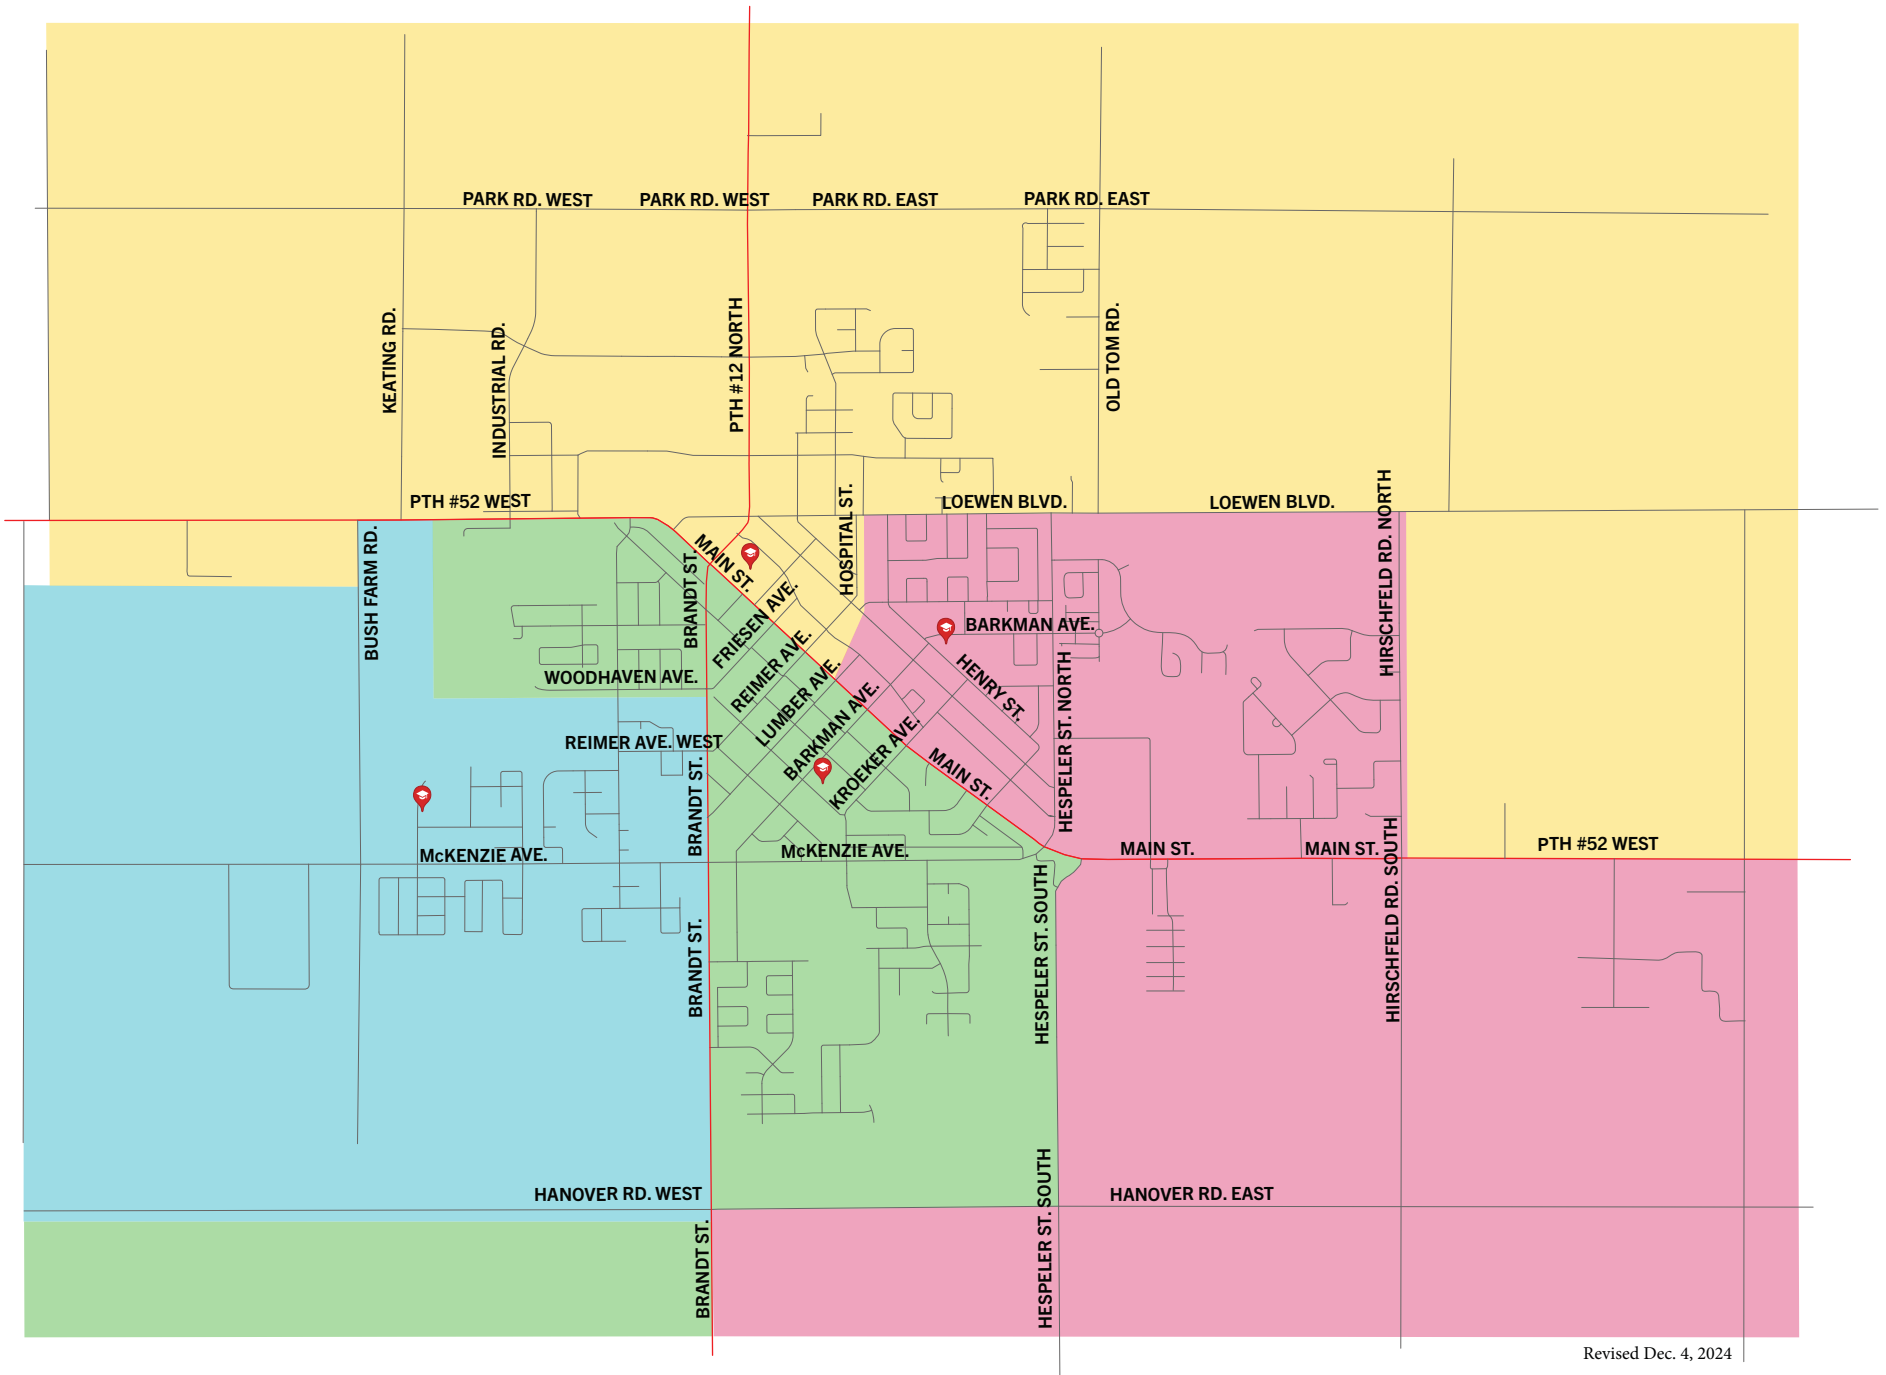 PARK RD. WEST
PARK RD. WEST
PARK RD. EAST
PARK RD. EAST
KEATING RD.
INDUSTRIAL RD.
PTH #12 NORTH
OLD TOM RD.
PTH #52 WEST
HOSPITAL ST.
LOEWEN BLVD.
LOEWEN BLVD.
HIRSCHFELD RD. NORTH
BUSH FARM RD.
BRANDT ST.
MAIN ST.
FRIESEN AVE.
BARKMAN AVE.
WOODHAVEN AVE.
REIMER AVE.
LUMBER AVE.
HENRY ST.
HESPELER ST. NORTH
REIMER AVE. WEST
BARKMAN AVE.
KROEKER AVE.
MAIN ST.
BRANDT ST.
McKENZIE AVE.
McKENZIE AVE.
MAIN ST.
MAIN ST.
PTH #52 WEST
HIRSCHFELD RD. SOUTH
BRANDT ST.
HESPELER ST. SOUTH
HANOVER RD. WEST
HESPELER ST. SOUTH
HANOVER RD. EAST
BRANDT ST.
Revised Dec. 4, 2024